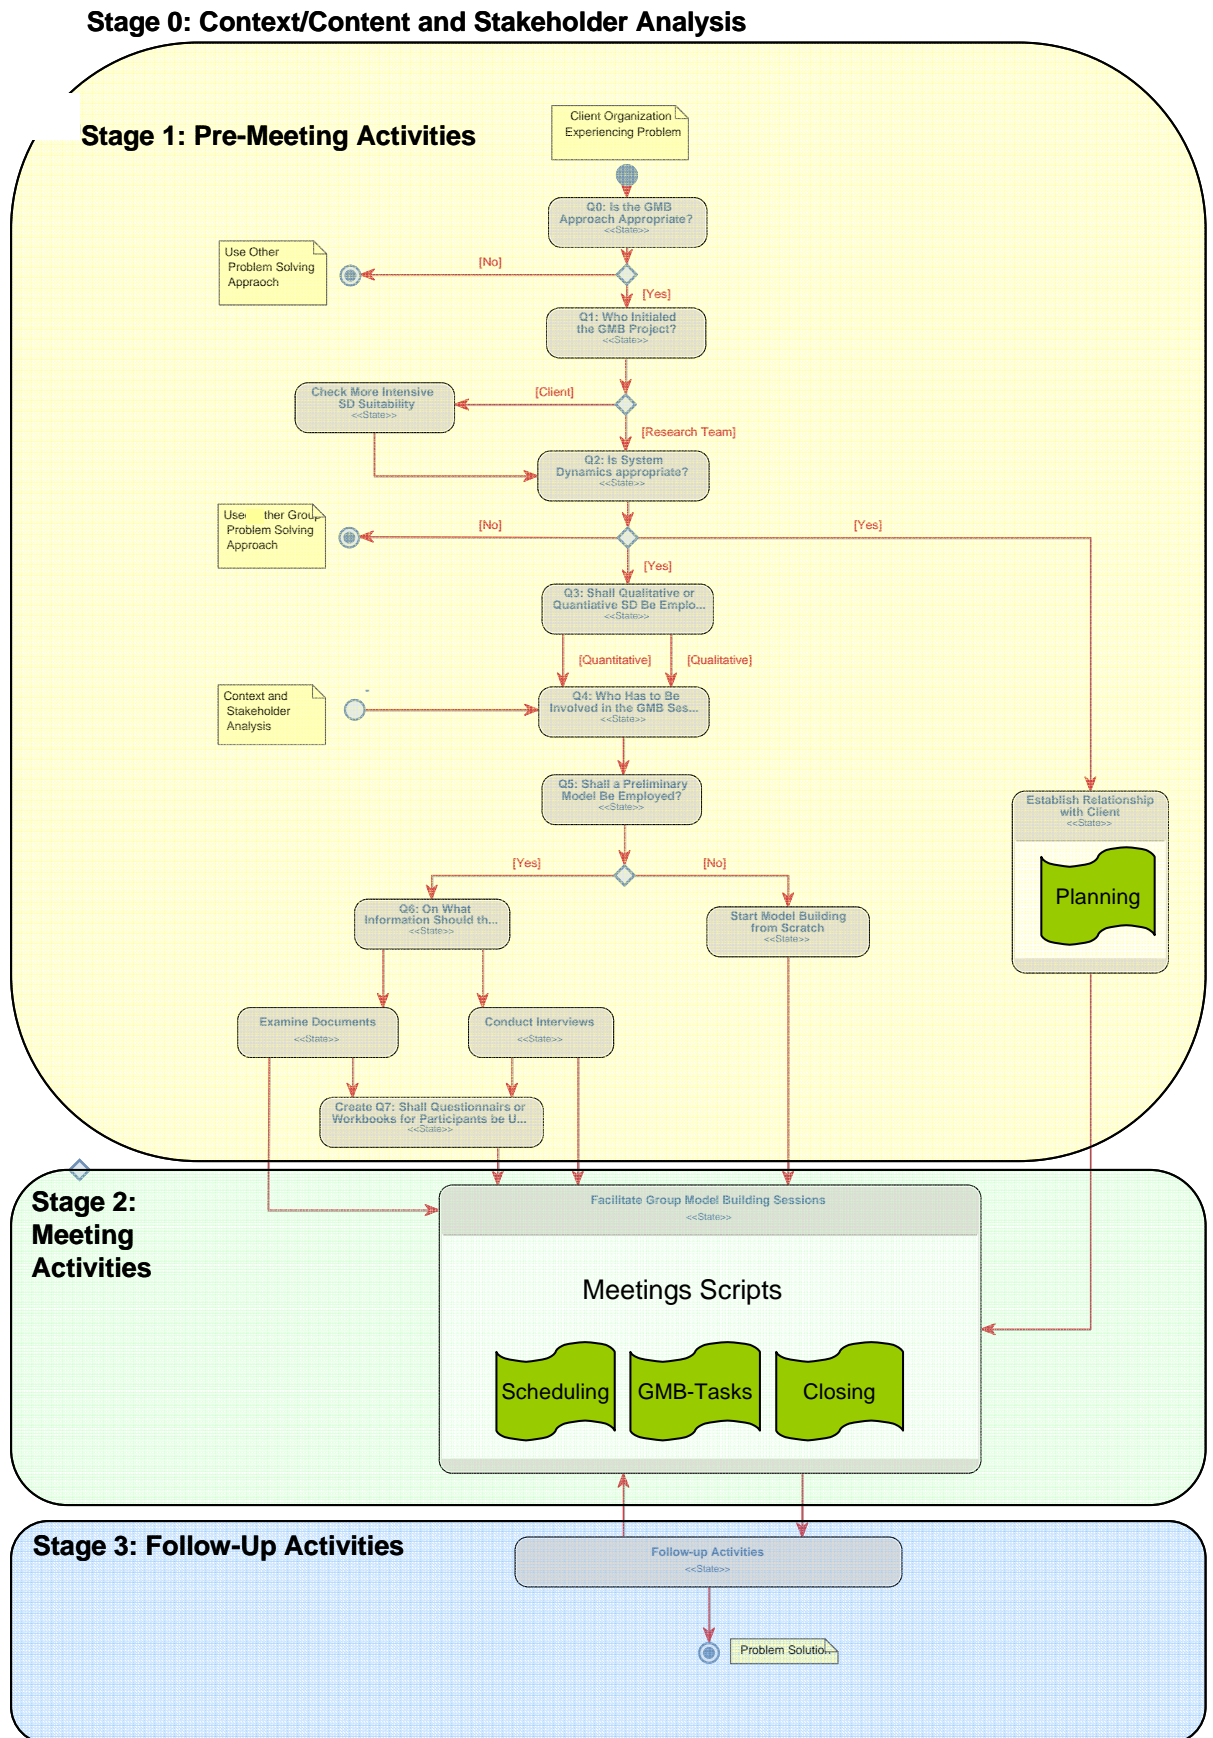 Stage 0: Context/Content and Stakeholder Analysis
Stage 1: Pre-Meeting Activities
Client Organization
Experiencing Problem
Q0: Is the GMB
Approach Appropriate?
<<State>>
Use Other
Problem Solving
Appraoch
[No]
[Yes]
Q1: Who Initialed
the GMB Project?
<<State>>
Check More Intensive
SD Suitability
<<State>>
[Client]
[Research Team]
Q2: Is System
Dynamics appropriate?
<<State>>
Use ther Group
Problem Solving
Approach
[No]
[Yes]
[Yes]
Q3: Shall Qualitative or
Quantiative SD Be Emplo...
<<State>>
[Quantitative]
[Qualitative]
Context and
Stakeholder
Analysis
Q4: Who Has to Be
Involved in the GMB Ses...
<<State>>
Q5: Shall a Preliminary
Model Be Employed?
<<State>>
Establish Relationship
with Client
<<State>>
Planning
[Yes]
[No]
Q6: On What
Information Should th...
<<State>>
Start Model Building
from Scratch
<<State>>
Examine Documents
<<State>>
Conduct Interviews
<<State>>
Create Q7: Shall Questionnairs or
Workbooks for Participants be U...
<<State>>
Stage 2:
Meeting
Activities
Facilitate Group Model Building Sessions
<<State>>
Meetings Scripts
Scheduling
GMB-Tasks
Closing
Stage 3: Follow-Up Activities
Follow-up Activities
<<State>>
Problem Solution